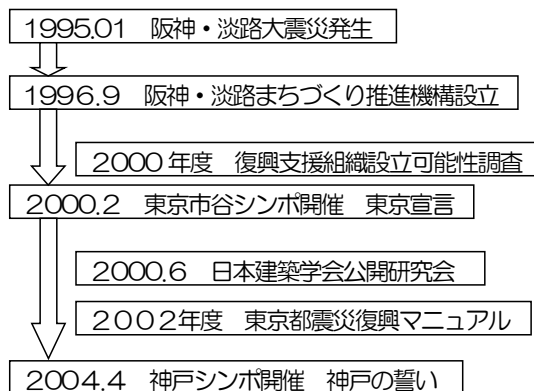 1995.01 阪神・淡路大震災発生
1996.9 阪神・淡路まちづくり推進機構設立
2000年度 復興支援組織設立可能性調査
2000.2 東京市谷シンポ開催 東京宣言
2000.6 日本建築学会公開研究会
2002年度 東京都震災復興マニュアル
2004.4 神戸シンポ開催 神戸の誓い